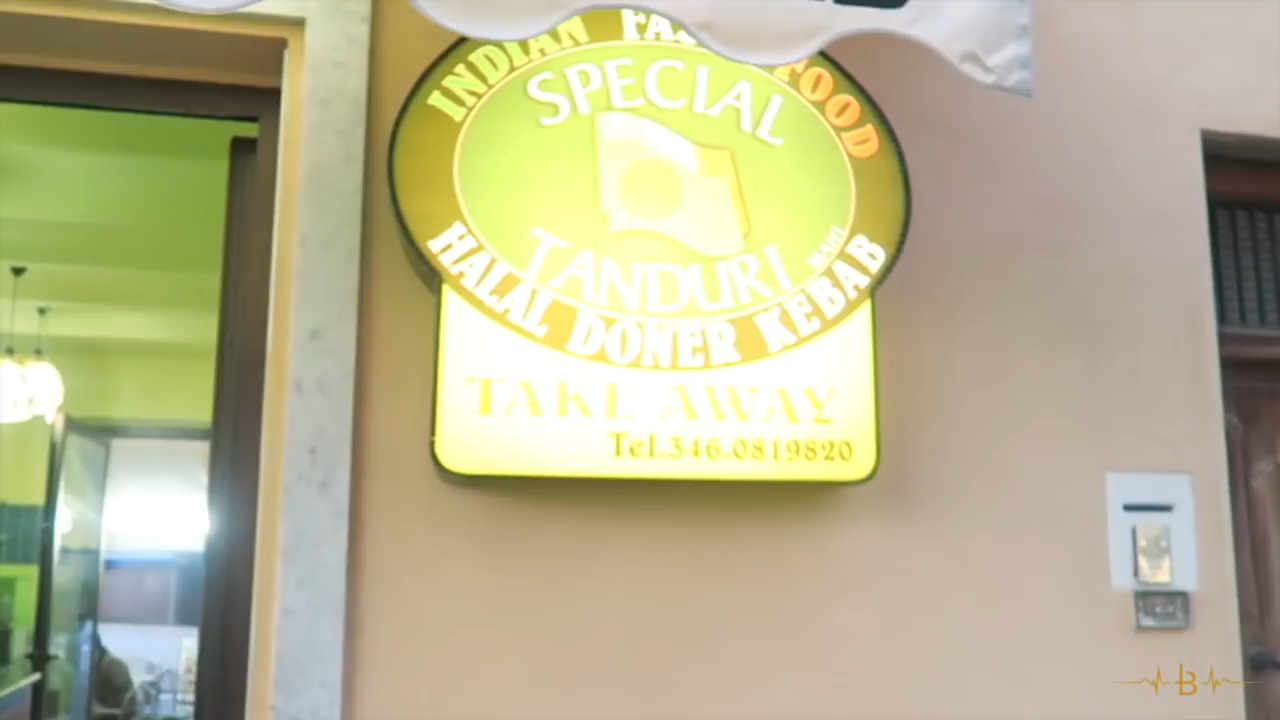 INDIAN FAST FOOD
SPECIAL
TANDURI
HALAL DONER KEBAB
TAKE AWAY
Tel.346.0819820